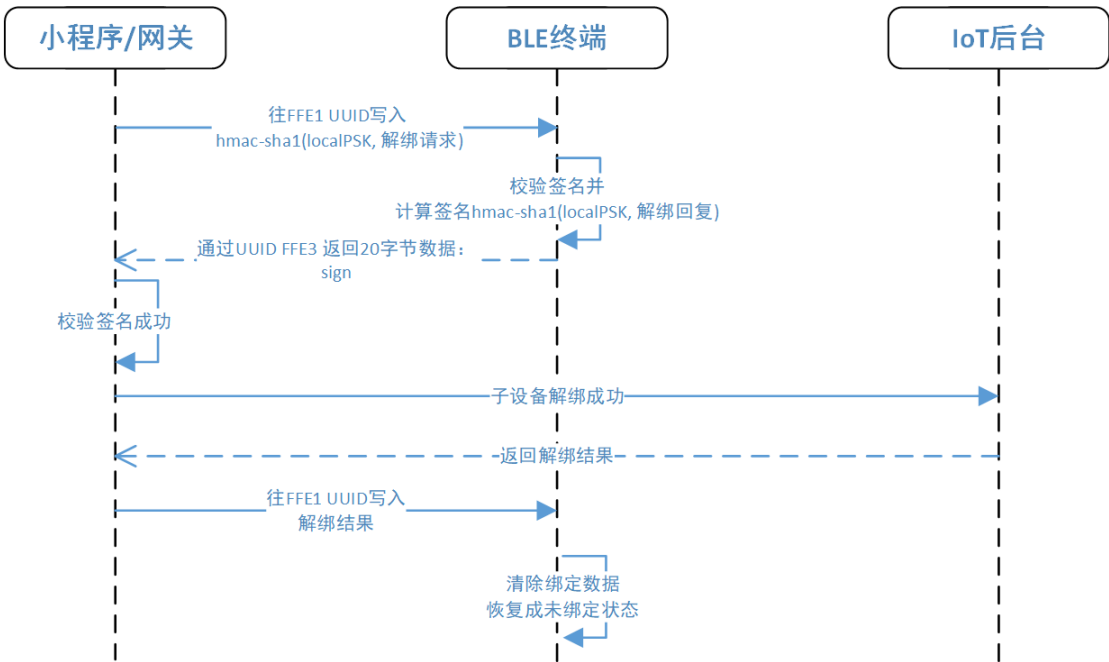 小程序/网关
BLE终端
IoT后台
往FFE1 UUID写入
hmac-sha1(localPSK, 解绑请求)
校验签名并
计算签名hmac-sha1(localPSK, 解绑回复)
通过UUID FFE3 返回20字节数据：
sign
校验签名成功
子设备解绑成功
返回解绑结果
往FFE1 UUID写入
解绑结果
清除绑定数据
恢复成未绑定状态